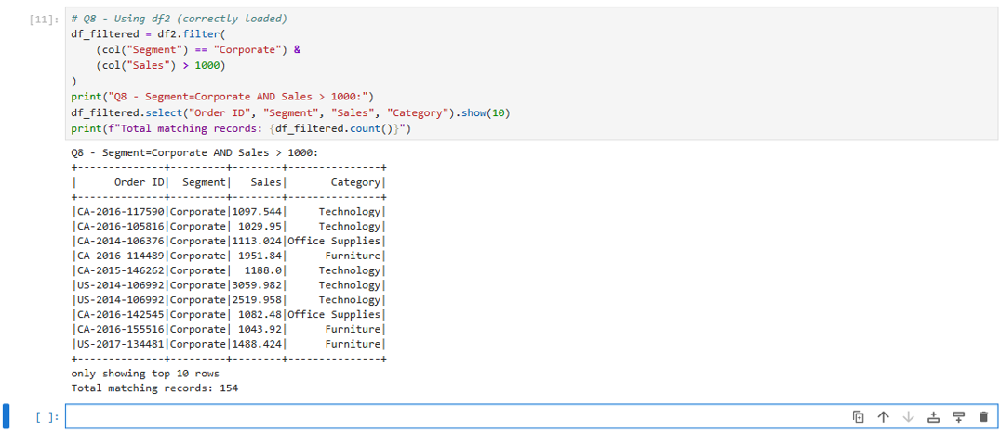 [11]: # Q8 - Using df2 (correctly loaded)
df_filtered = df2.filter(
    (col("Segment") == "Corporate") &
    (col("Sales") > 1000)
)
print("Q8 - Segment=Corporate AND Sales > 1000:")
df_filtered.select("Order ID", "Segment", "Sales", "Category").show(10)
print(f"Total matching records: {df_filtered.count()}")
Q8 - Segment=Corporate AND Sales > 1000:
+--------------+---------+--------+---------------+
|      Order ID|  Segment|   Sales|       Category|
+--------------+---------+--------+---------------+
|CA-2016-117590|Corporate|1097.544|     Technology|
|CA-2016-105816|Corporate| 1029.95|     Technology|
|CA-2014-106376|Corporate|1113.024|Office Supplies|
|CA-2016-114489|Corporate| 1951.84|      Furniture|
|CA-2015-146262|Corporate|  1188.0|     Technology|
|US-2014-106992|Corporate|3059.982|     Technology|
|US-2014-106992|Corporate|2519.958|     Technology|
|CA-2016-142545|Corporate| 1082.48|Office Supplies|
|CA-2016-155516|Corporate| 1043.92|      Furniture|
|US-2017-134481|Corporate|1488.424|      Furniture|
+--------------+---------+--------+---------------+
only showing top 10 rows
Total matching records: 154
[ ]: